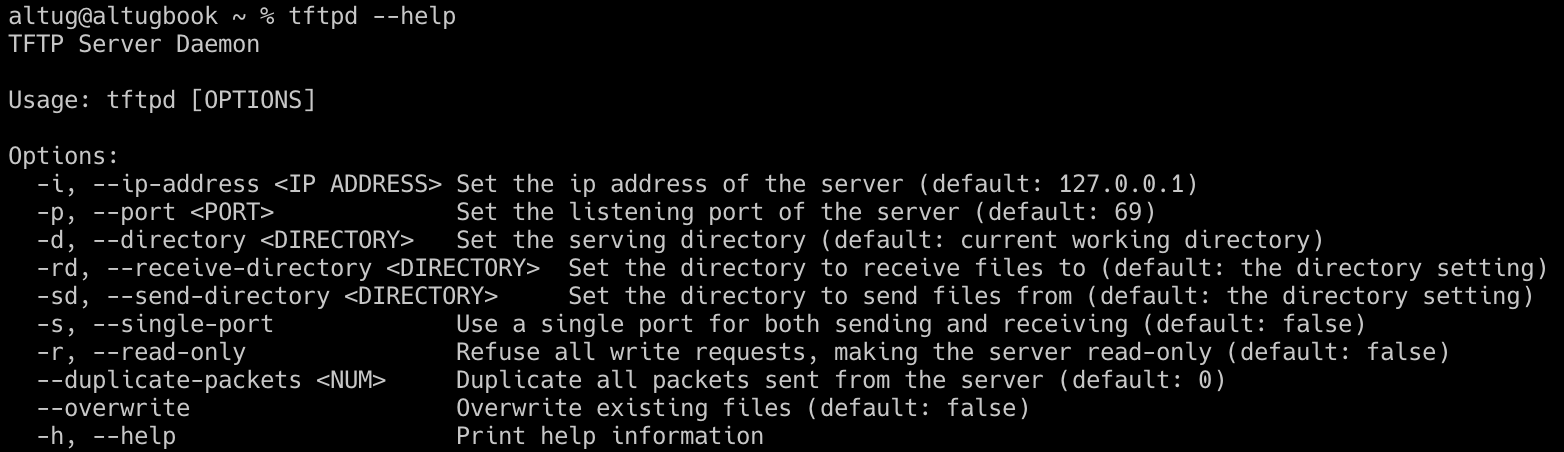 altug@altugbook ~ % tftpd --help
TFTP Server Daemon

Usage: tftpd [OPTIONS]

Options:
  -i, --ip-address <IP ADDRESS> Set the ip address of the server (default: 127.0.0.1)
  -p, --port <PORT>             Set the listening port of the server (default: 69)
  -d, --directory <DIRECTORY>   Set the serving directory (default: current working directory)
  -rd, --receive-directory <DIRECTORY>  Set the directory to receive files to (default: the directory setting)
  -sd, --send-directory <DIRECTORY>     Set the directory to send files from (default: the directory setting)
  -s, --single-port             Use a single port for both sending and receiving (default: false)
  -r, --read-only               Refuse all write requests, making the server read-only (default: false)
  --duplicate-packets <NUM>     Duplicate all packets sent from the server (default: 0)
  --overwrite                   Overwrite existing files (default: false)
  -h, --help                    Print help information